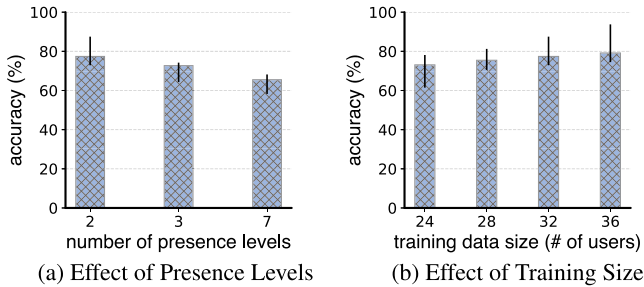 accuracy (%)
100
80
60
40
20
0
2 3 7
number of presence levels
(a) Effect of Presence Levels
accuracy (%)
100
80
60
40
20
0
24 28 32 36
training data size (# of users)
(b) Effect of Training Size